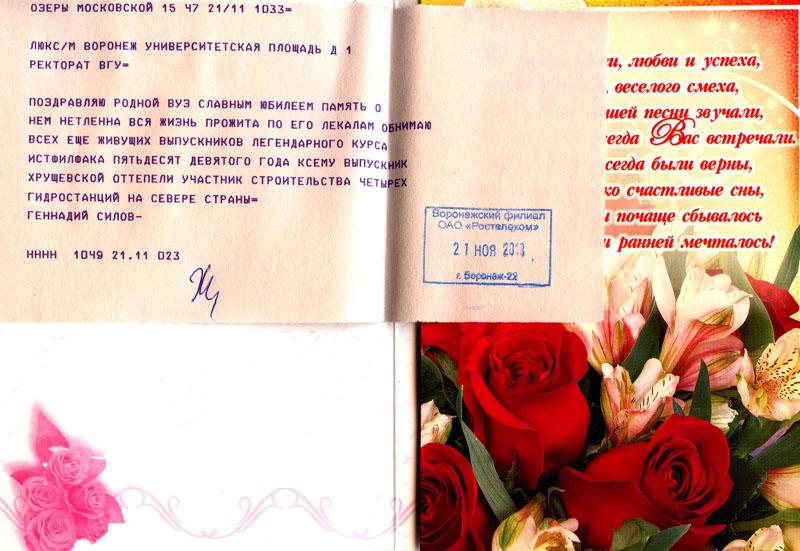 ОЗЕРЫ МОСКОВСКОЙ 15 47 21/11 1033=
ЛЮКС/М ВОРОНЕЖ УНИВЕРСИТЕТСКАЯ ПЛОЩАДЬ Д 1
РЕКТОРАТ ВГУ=
ПОЗДРАВЛЯЮ РОДНОЙ ВУЗ СЛАВНЫМ ЮБИЛЕЕМ ПАМЯТЬ О
НЕМ НЕТЛЕННА ВСЯ ЖИЗНЬ ПРОЖИТА ПО ЕГО ЛЕКАЛАМ ОБНИМАЮ
ВСЕХ ЕЩЕ ЖИВУЩИХ ВЫПУСКНИКОВ ЛЕГЕНДАРНОГО КУРСА
ИСТФИЛФАКА ПЯТЬДЕСЯТ ДЕВЯТОГО ГОДА КСЕМУ ВЫПУСКНИК
ХРУЩЕВСКОЙ ОТТЕПЕЛИ УЧАСТНИК СТРОИТЕЛЬСТВА ЧЕТЫРЕХ
ГИДРОСТАНЦИЙ НА СЕВЕРЕ СТРАНЫ=
ГЕННАДИЙ СИЛОВ-
НННН 1049 21.11 023
Воронежский филиал
ОАО «Ростелеком»
21 НОЯ 2013
г. Воронеж-22
любви и успеха,
веселого смеха,
песни звучали,
Вас встречали.
были верны,
счастливые сны,
почаще сбывалось
ранней мечталось!